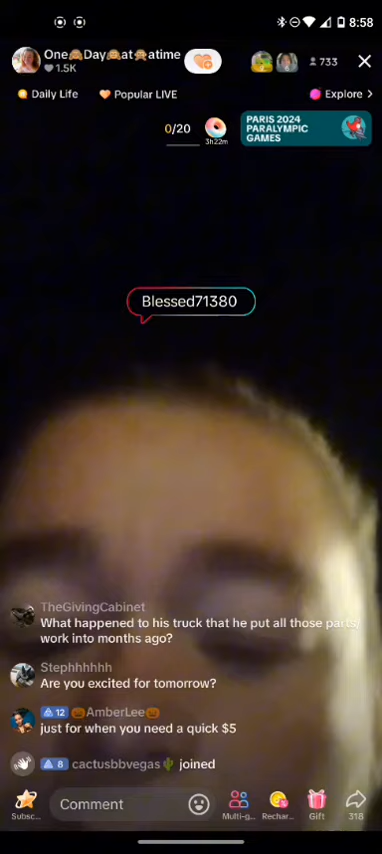 8:58
One🙈Day🙉at🙊atime
1.5K
733
Daily Life
Popular LIVE
Explore >
0/20
3h22m
PARIS 2024
PARALYMPIC
GAMES
Blessed71380
TheGivingCabinet
What happened to his truck that he put all those parts,
work into months ago?
Stephhhhhh
Are you excited for tomorrow?
12 🎃AmberLee🎃
just for when you need a quick $5
8 cactusbbvegas🌵 joined
Subsc...
Comment
Multi-g...
Rechar...
Gift
318